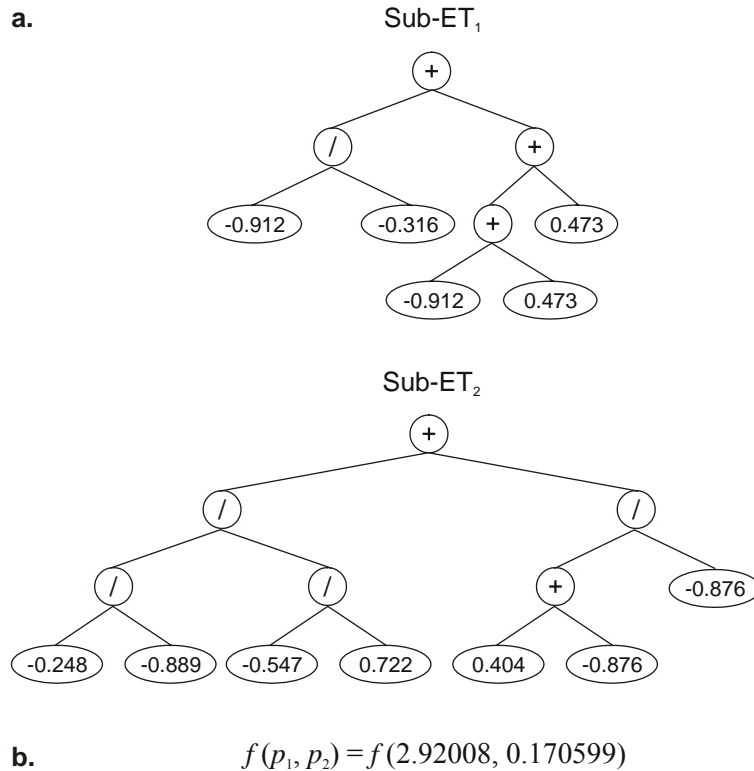 a.
Sub-ET₁
+
/ +
-0.912 -0.316 + 0.473
-0.912 0.473
Sub-ET₂
+
/ /
/ / + -0.876
-0.248 -0.889 -0.547 0.722 0.404 -0.876
b. f (p₁, p₂) = f (2.92008, 0.170599)